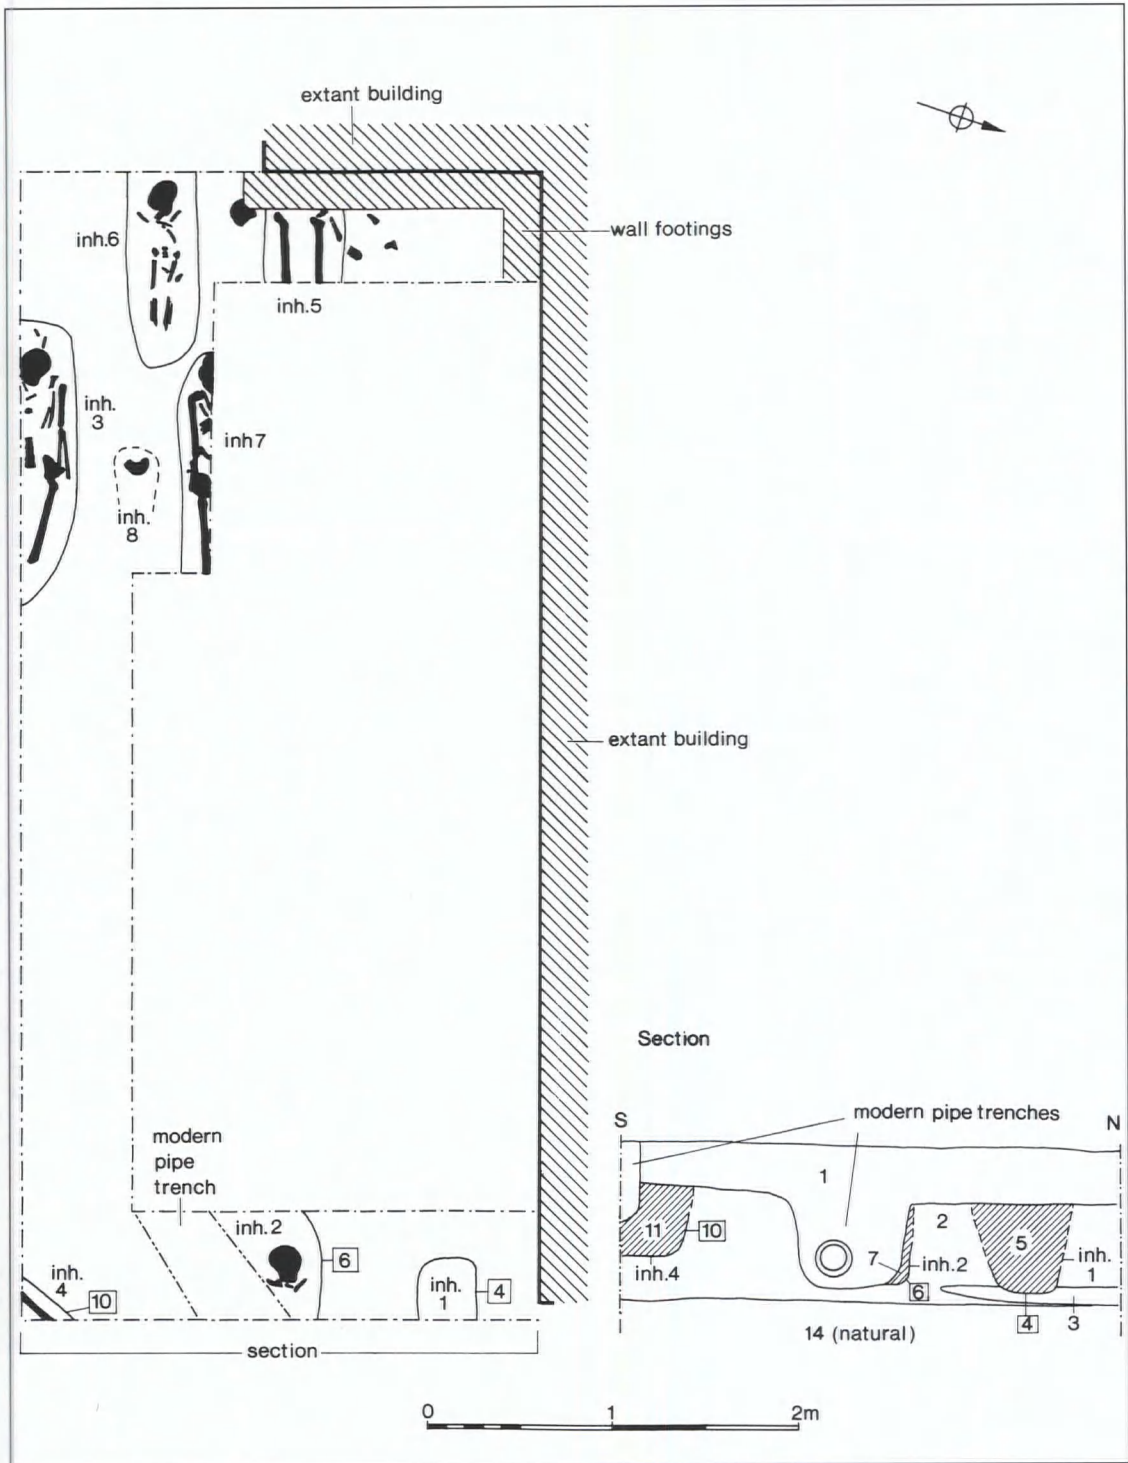 extant building
inh.6
wall footings
inh.5
inh.
3
inh7
inh.
8
extant building
Section
S
modern pipe trenches
N
modern
pipe
trench
1
inh.2
2
11
10
5
inh.
6
7
inh.2
1
inh.
4
inh.4
inh.
1
4
10
6
4
3
14 (natural)
section
0
1
2m